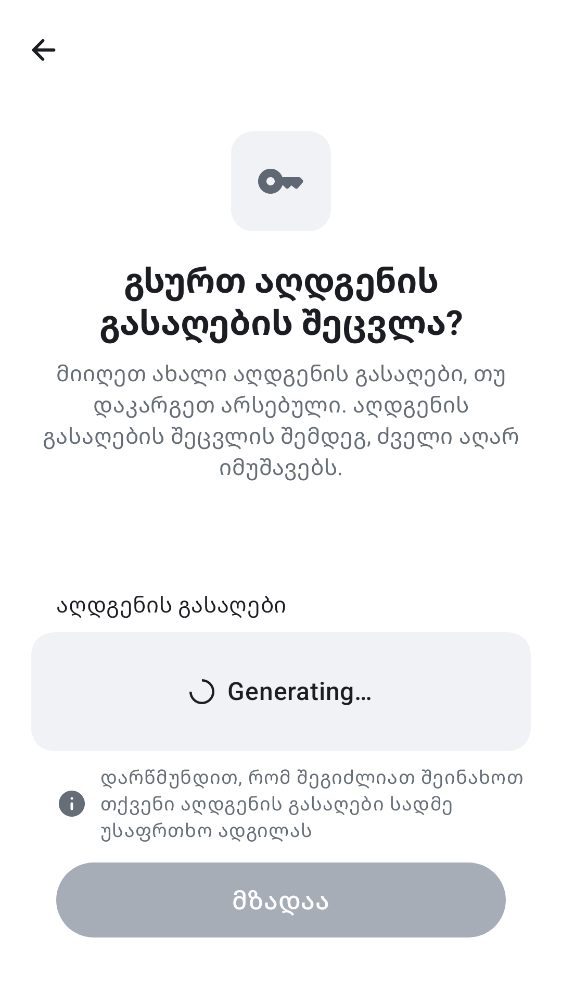 გსურთ აღდგენის
გასაღების შეცვლა?
მიიღეთ ახალი აღდგენის გასაღები, თუ
დაკარგეთ არსებული. აღდგენის
გასაღების შეცვლის შემდეგ, ძველი აღარ
იმუშავებს.
აღდგენის გასაღები
Generating…
დარწმუნდით, რომ შეგიძლიათ შეინახოთ
თქვენი აღდგენის გასაღები სადმე
უსაფრთხო ადგილას
მზადაა